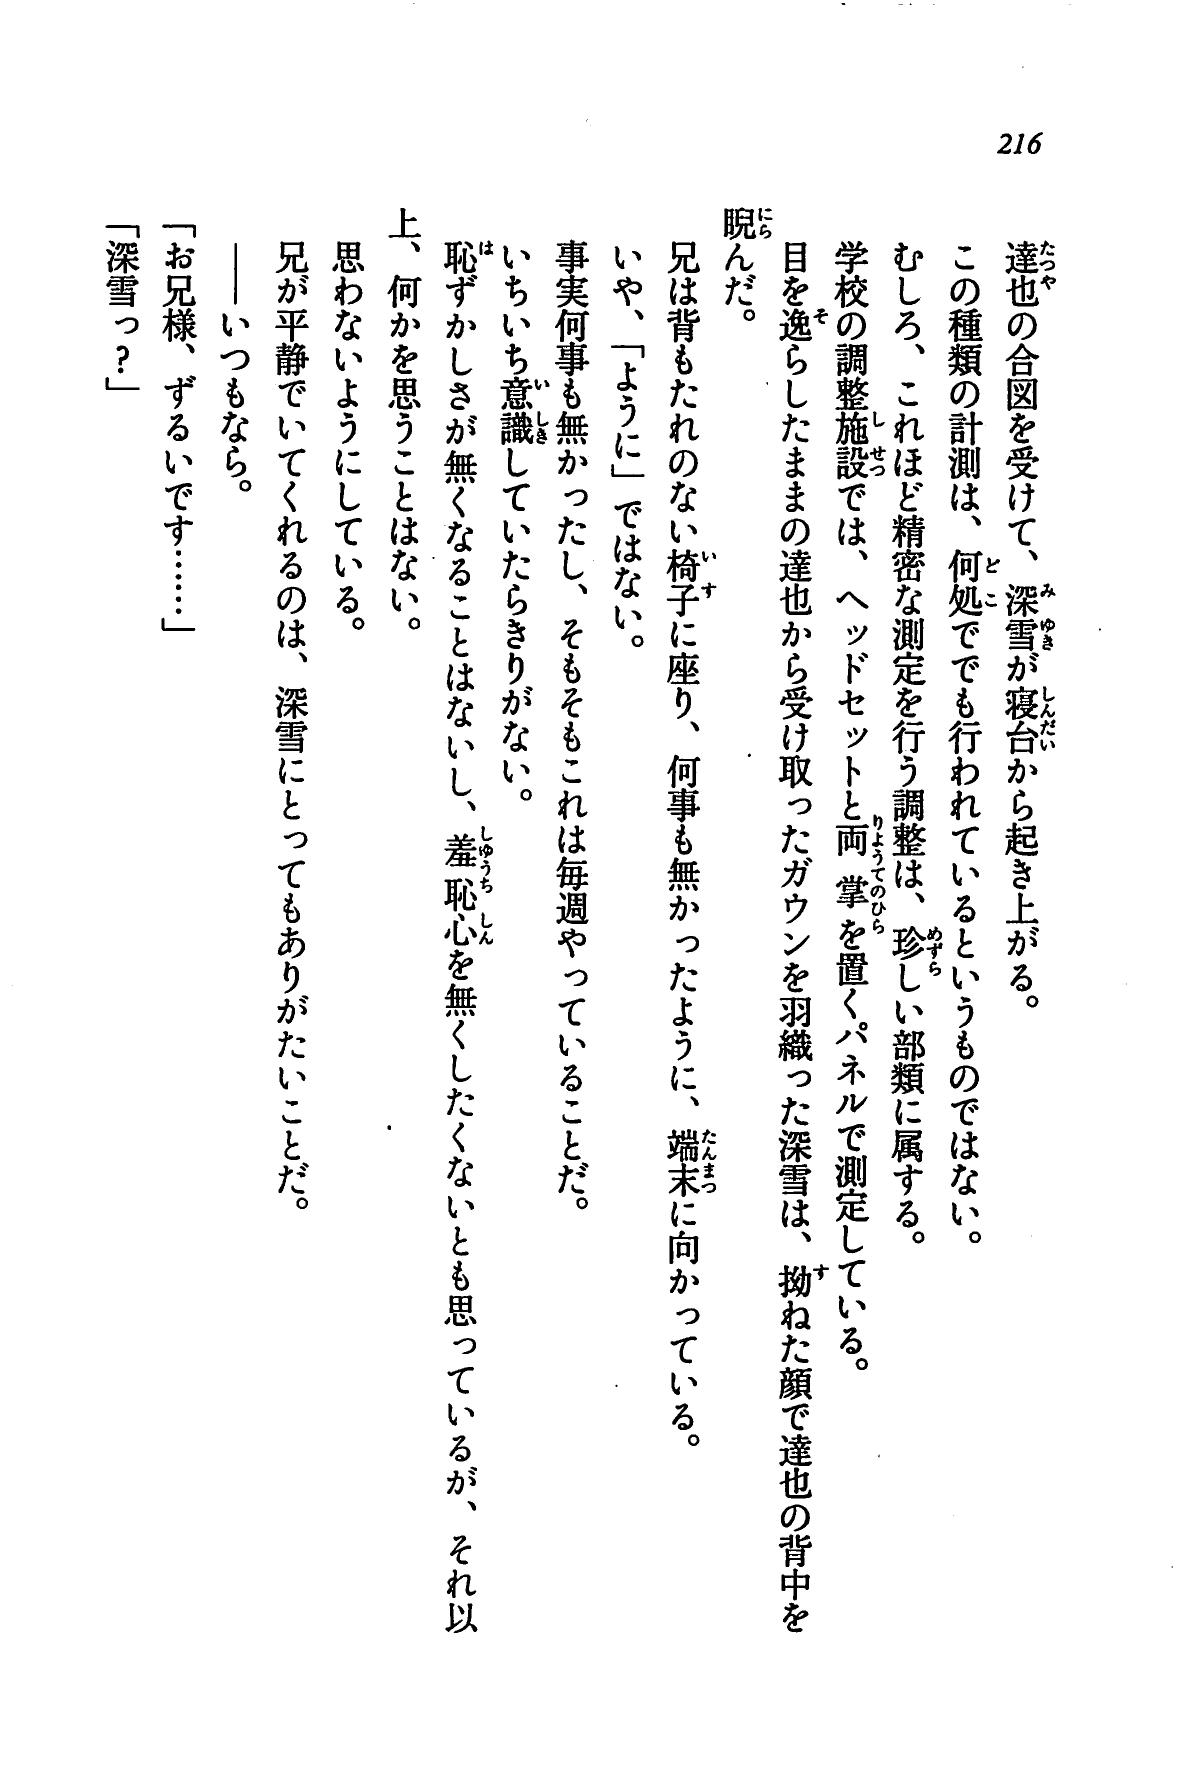 216
達也の合図を受けて、深雪が寝台から起き上がる。
この種類の計測は、何処ででも行われているというものではない。
むしろ、これほど精密な測定を行う調整は、珍しい部類に属する。
学校の調整施設では、ヘッドセットと両掌を置くパネルで測定している。
目を逸らしたままの達也から受け取ったガウンを羽織った深雪は、拗ねた顔で達也の背中を
睨んだ。
兄は背もたれのない椅子に座り、何事も無かったように、端末に向かっている。
いや、「ように」ではない。
事実何事も無かったし、そもそもこれは毎週やっていることだ。
いちいち意識していたらきりがない。
恥ずかしさが無くなることはないし、羞恥心を無くしたくないとも思っているが、それ以
上、何かを思うことはない。
思わないようにしている。
兄が平静でいてくれるのは、深雪にとってもありがたいことだ。
――いつもなら。
「お兄様、ずるいです……」
「深雪っ？」